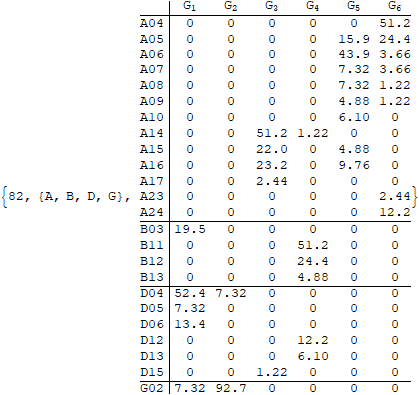 G₁ G₂ G₃ G₄ G₅ G₆
A04 0 0 0 0 0 51.2
A05 0 0 0 0 15.9 24.4
A06 0 0 0 0 43.9 3.66
A07 0 0 0 0 7.32 3.66
A08 0 0 0 0 7.32 1.22
A09 0 0 0 0 4.88 1.22
A10 0 0 0 0 6.10 0
A14 0 0 51.2 1.22 0 0
A15 0 0 22.0 0 4.88 0
A16 0 0 23.2 0 9.76 0
A17 0 0 2.44 0 0 0
{82, {A, B, D, G}, A23 0 0 0 0 0 2.44}
A24 0 0 0 0 0 12.2
B03 19.5 0 0 0 0 0
B11 0 0 0 51.2 0 0
B12 0 0 0 24.4 0 0
B13 0 0 0 4.88 0 0
D04 52.4 7.32 0 0 0 0
D05 7.32 0 0 0 0 0
D06 13.4 0 0 0 0 0
D12 0 0 0 12.2 0 0
D13 0 0 0 6.10 0 0
D15 0 0 1.22 0 0 0
G02 7.32 92.7 0 0 0 0